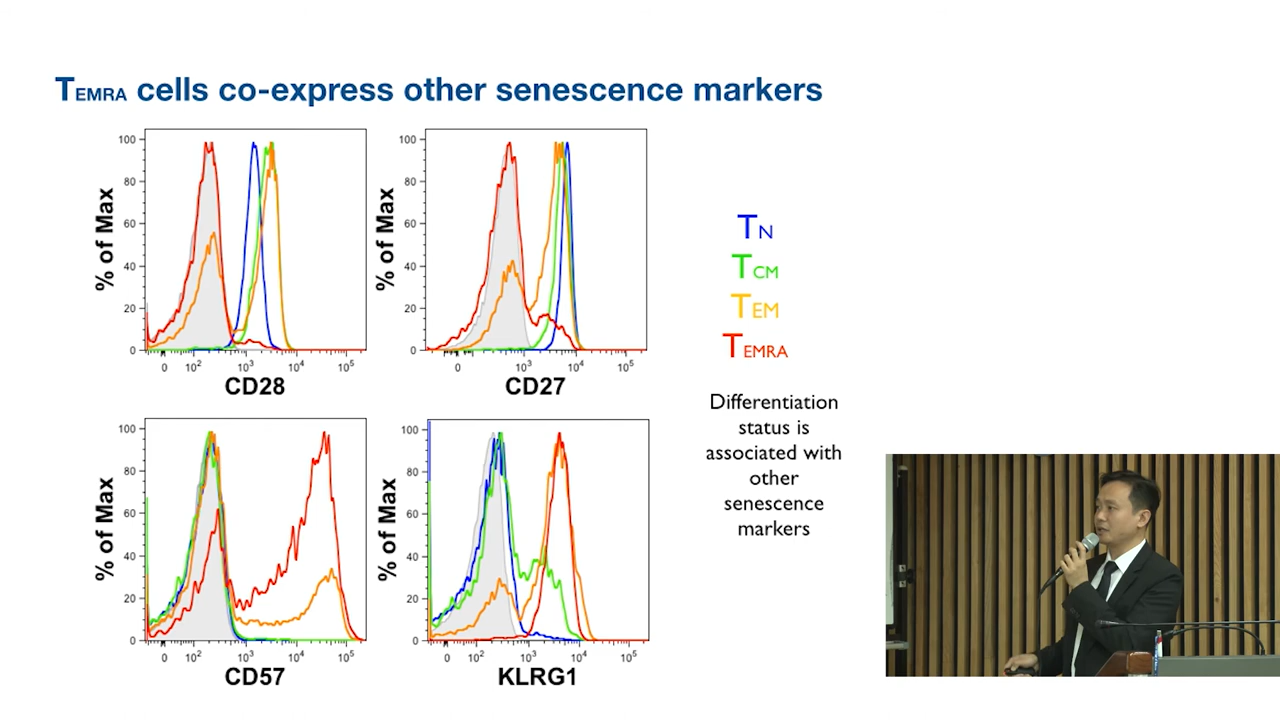 TEMRA cells co-express other senescence markers
100
80
60
40
20
0
% of Max
0 10² 10³ 10⁴ 10⁵
CD28
100
80
60
40
20
0
% of Max
0 10³ 10⁴ 10⁵
CD27
TN
TCM
TEM
TEMRA
Differentiation
status is
associated with
other
senescence
markers
100
80
60
40
20
0
% of Max
0 10² 10³ 10⁴ 10⁵
CD57
100
80
60
40
20
0
% of Max
0 10² 10³ 10⁴ 10⁵
KLRG1